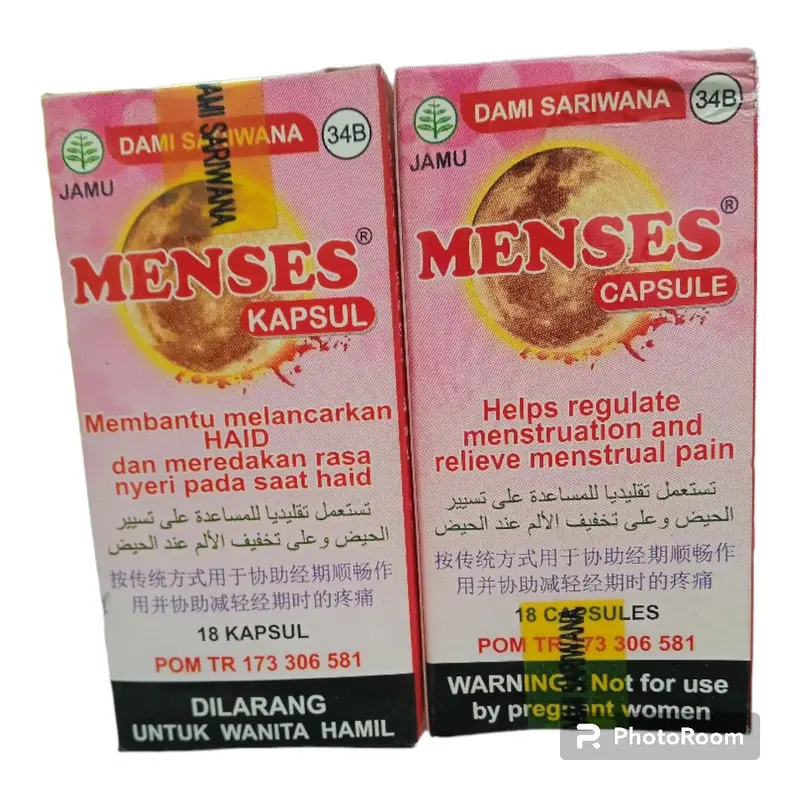 JAMU
DAMI SARIWANA
34B
DAMI SARIWANA
MENSES®
KAPSUL
Membantu melancarkan
HAID
dan meredakan rasa
nyeri pada saat haid
تستعمل تقليديا للمساعدة على تسيير
الحيض وعلى تخفيف الألم عند الحيض
按传统方式用于协助经期顺畅作
用并协助减轻经期时的疼痛
18 KAPSUL
POM TR 173 306 581
DILARANG
UNTUK WANITA HAMIL
JAMU
DAMI SARIWANA
34B
MENSES®
CAPSULE
Helps regulate
menstruation and
relieve menstrual pain
تستعمل تقليديا للمساعدة على تسيير
الحيض وعلى تخفيف الألم عند الحيض
按传统方式用于协助经期顺畅作
用并协助减轻经期时的疼痛
18 CAPSULES
POM TR 173 306 581
WARNING: Not for use
by pregnant women
SARIWANA
PhotoRoom